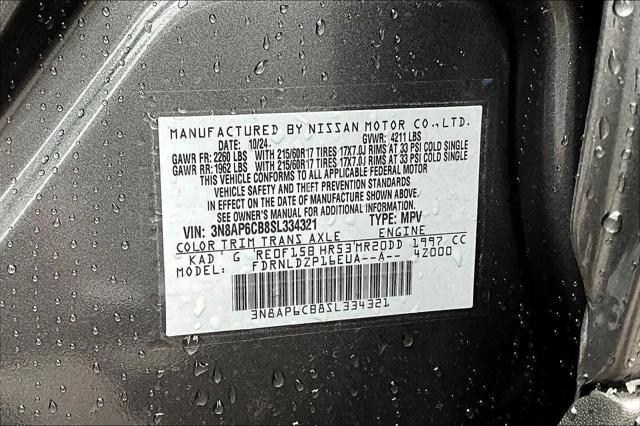 MANUFACTURED BY NISSAN MOTOR CO.,LTD.
DATE: 10/24 GVWR: 4211 LBS
GAWR FR: 2260 LBS WITH 215/60R17 TIRES 17X7.0J RIMS AT 33 PSI COLD SINGLE
GAWR RR: 1962 LBS WITH 215/60R17 TIRES 17X7.0J RIMS AT 33 PSI COLD SINGLE
THIS VEHICLE CONFORMS TO ALL APPLICABLE FEDERAL MOTOR
VEHICLE SAFETY AND THEFT PREVENTION STANDARDS
IN EFFECT ON THE DATE OF MANUFACTURE SHOWN ABOVE.
SEE OWNER'S MANUAL FOR ADDITIONAL INFORMATION.
VIN: 3N8AP6CB8SL334321 TYPE: MPV
COLOR TRIM TRANS AXLE ENGINE
KAD G RE0F15B HR53 MR20DD 1997 CC
MODEL: FDRNLDZP16EUA--A-- 4Z000
3N8AP6CB8SL334321